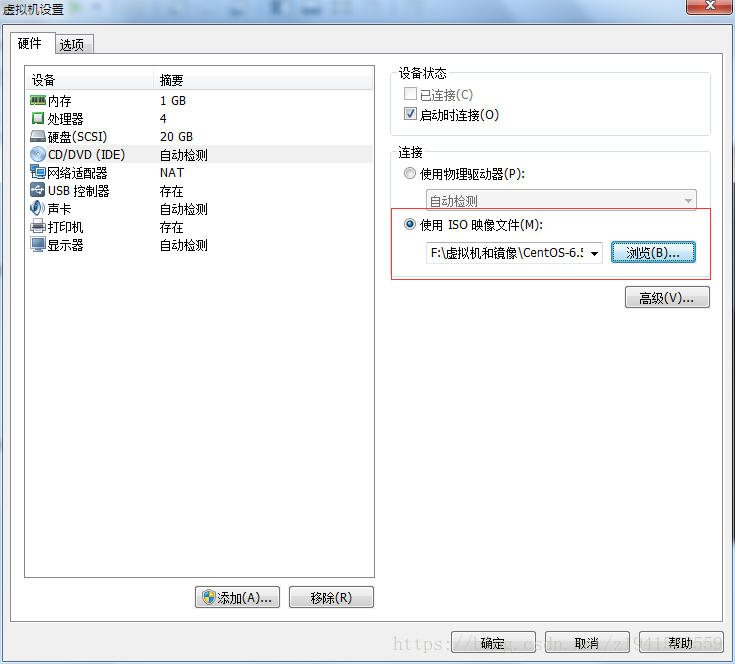 虚拟机设置
硬件 选项
设备 摘要
内存 1 GB
处理器 4
硬盘(SCSI) 20 GB
CD/DVD (IDE) 自动检测
网络适配器 NAT
USB 控制器 存在
声卡 自动检测
打印机 存在
显示器 自动检测
添加(A)... 移除(R)
设备状态
已连接(C)
启动时连接(O)
连接
使用物理驱动器(P):
自动检测
使用 ISO 映像文件(M):
F:\虚拟机和镜像\CentOS-6.5 浏览(B)...
高级(V)...
确定 取消 帮助